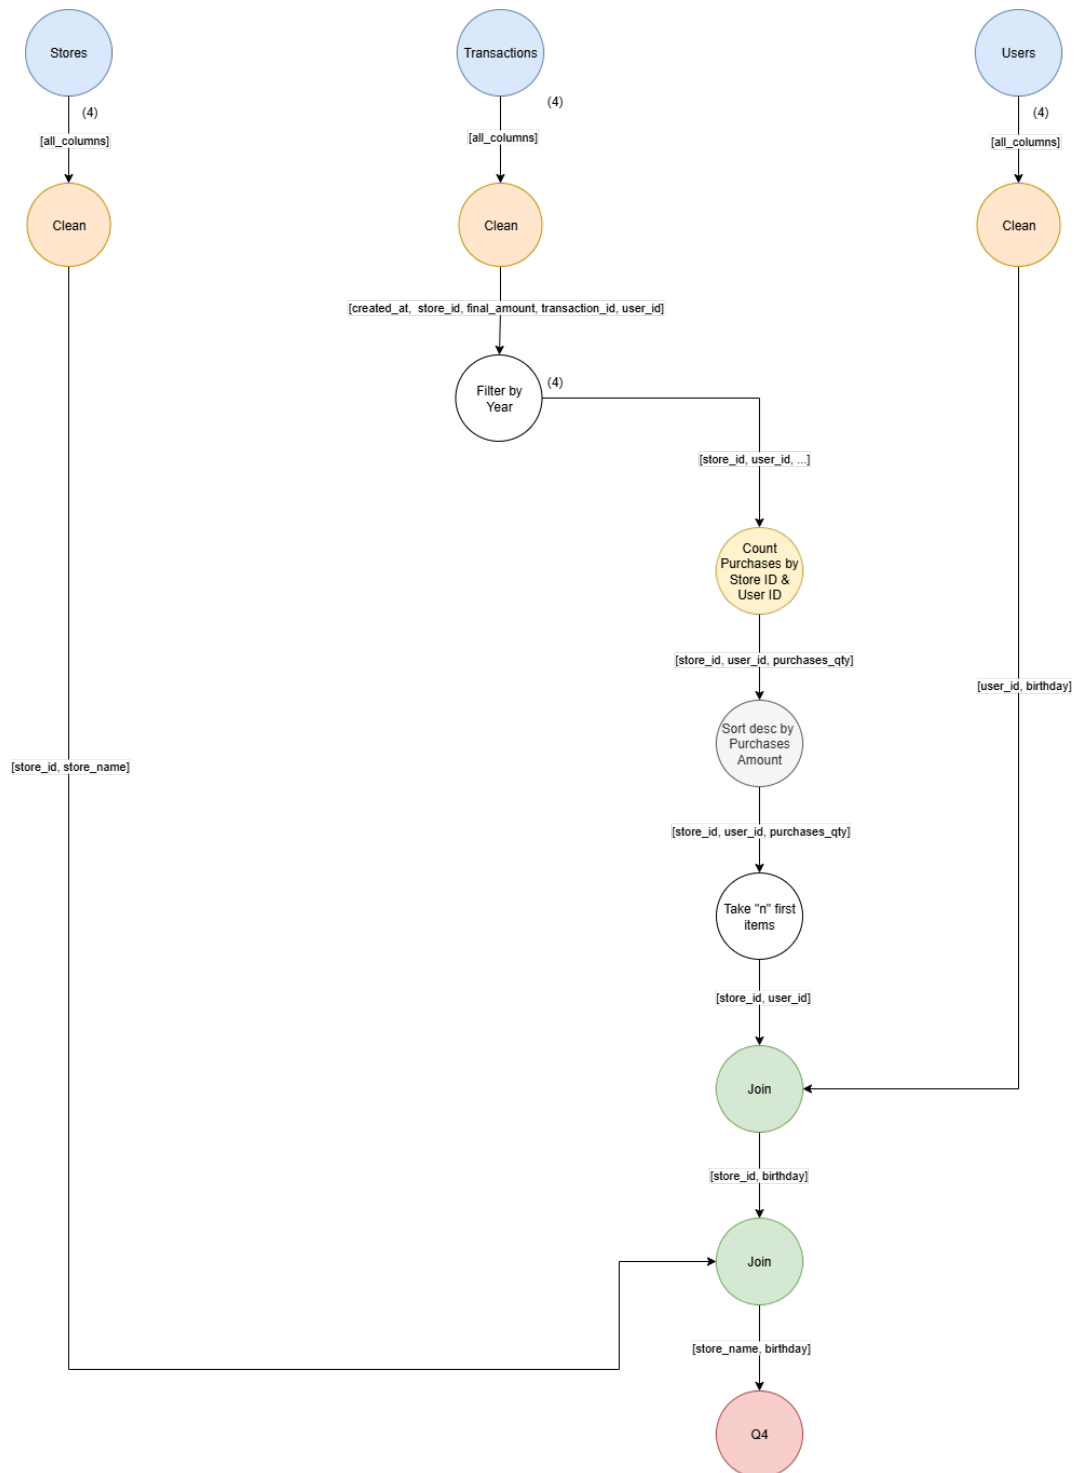 Stores
Transactions
Users
(4)
(4)
(4)
[all_columns]
[all_columns]
[all_columns]
Clean
Clean
Clean
[created_at,  store_id, final_amount, transaction_id, user_id]
Filter by
Year
(4)
[store_id, user_id, ...]
Count
Purchases by
Store ID &
User ID
[store_id, user_id, purchases_qty]
[user_id, birthday]
Sort desc by
Purchases
Amount
[store_id, store_name]
[store_id, user_id, purchases_qty]
Take "n" first
items
[store_id, user_id]
Join
[store_id, birthday]
Join
[store_name, birthday]
Q4